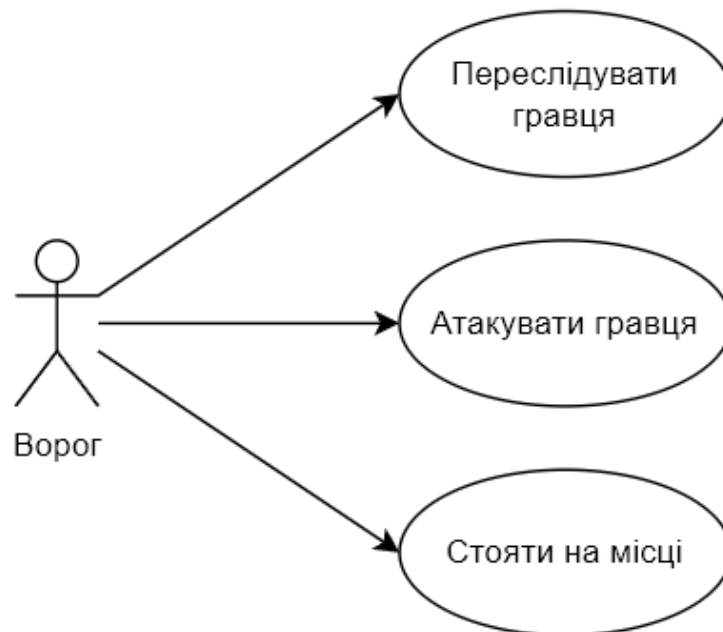 Переслідувати
гравця
Атакувати гравця
Ворог
Стояти на місці